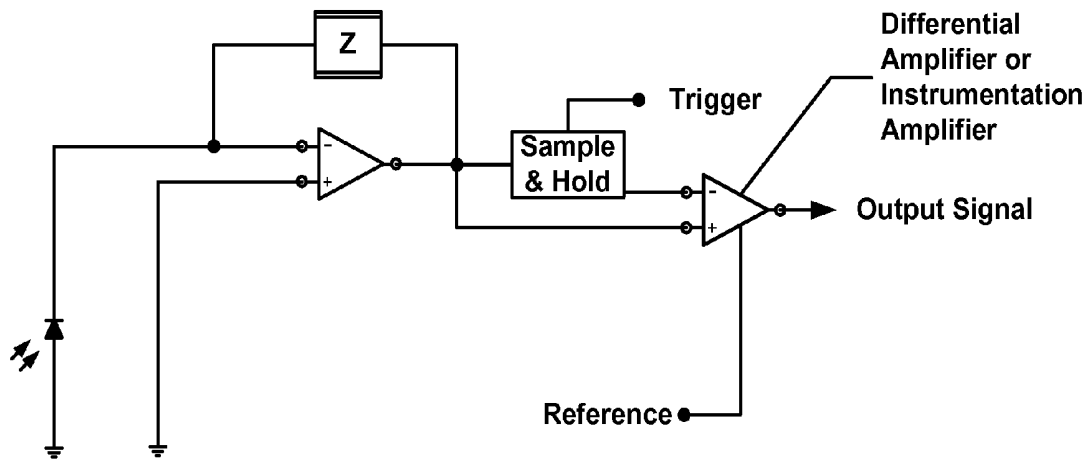 Differential
Amplifier or
Instrumentation
Amplifier
Z
Trigger
Sample
& Hold
-
+
-
+
Output Signal
Reference